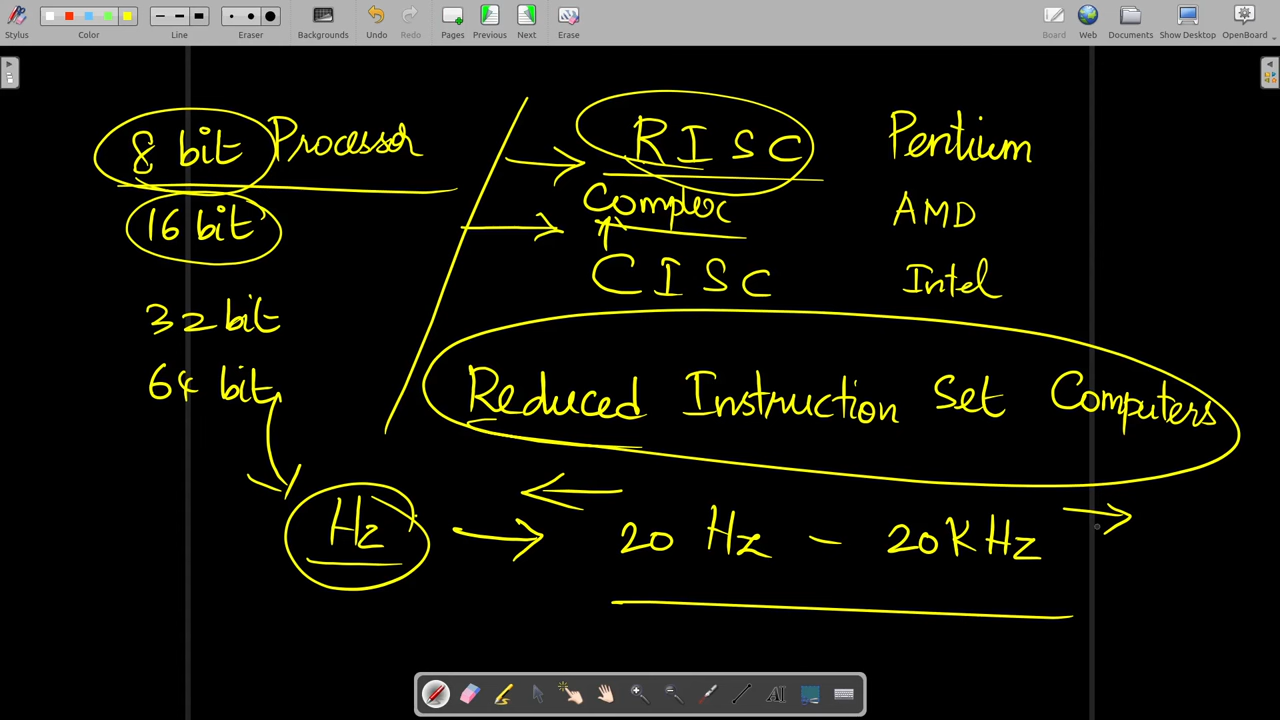 Stylus Color Line Eraser Backgrounds Undo Redo Pages Previous Next Erase Board Web Documents Show Desktop OpenBoard
8 bit Processor
16 bit
32 bit
64 bit
RISC
Complex
CISC
Pentium
AMD
Intel
Reduced Instruction Set Computers
Hz
20 Hz - 20KHz